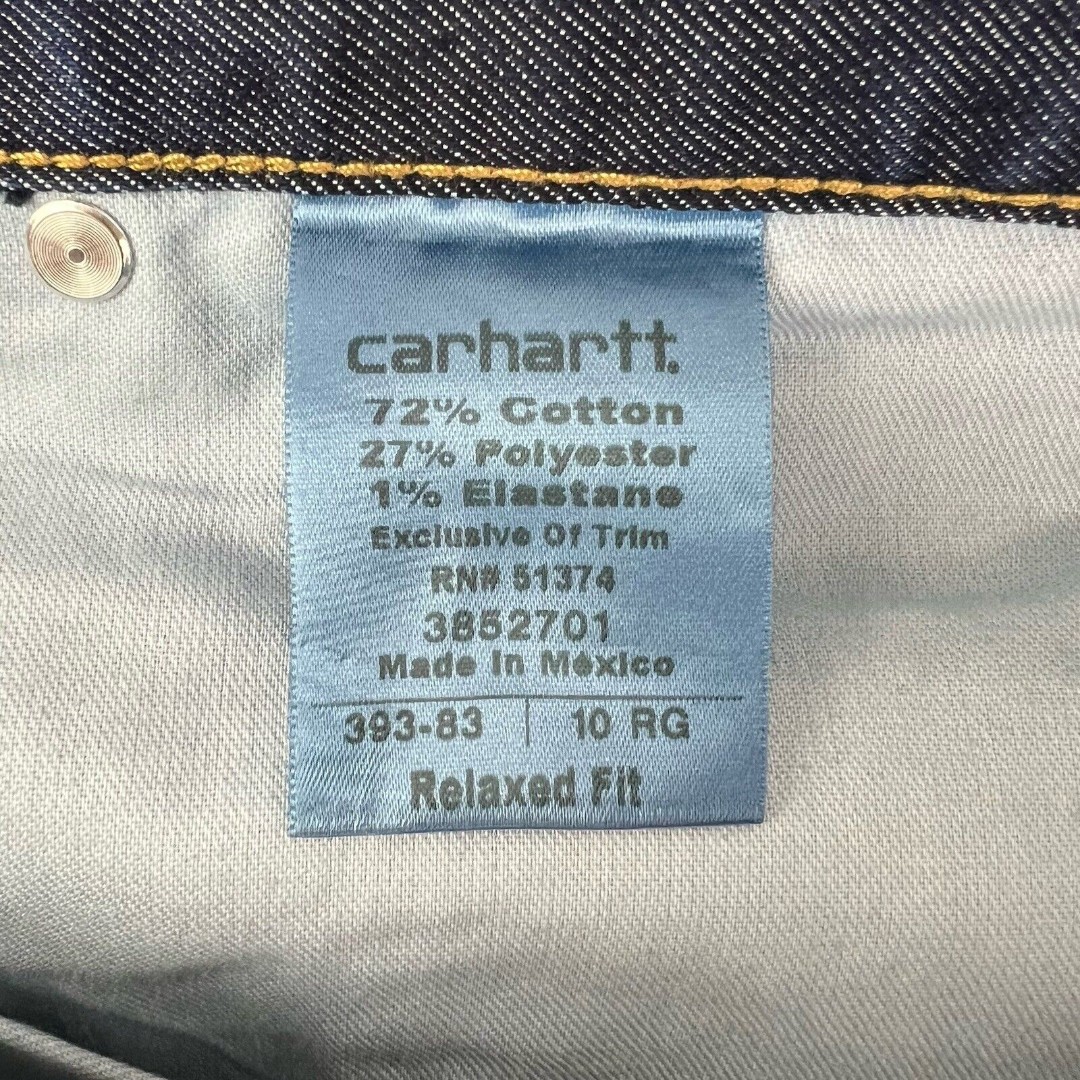 carhartt.
72% Cotton
27% Polyester
1% Elastane
Exclusive Of Trim
RN# 51374
3852701
Made In Mexico
393-83 | 10 RG
Relaxed Fit